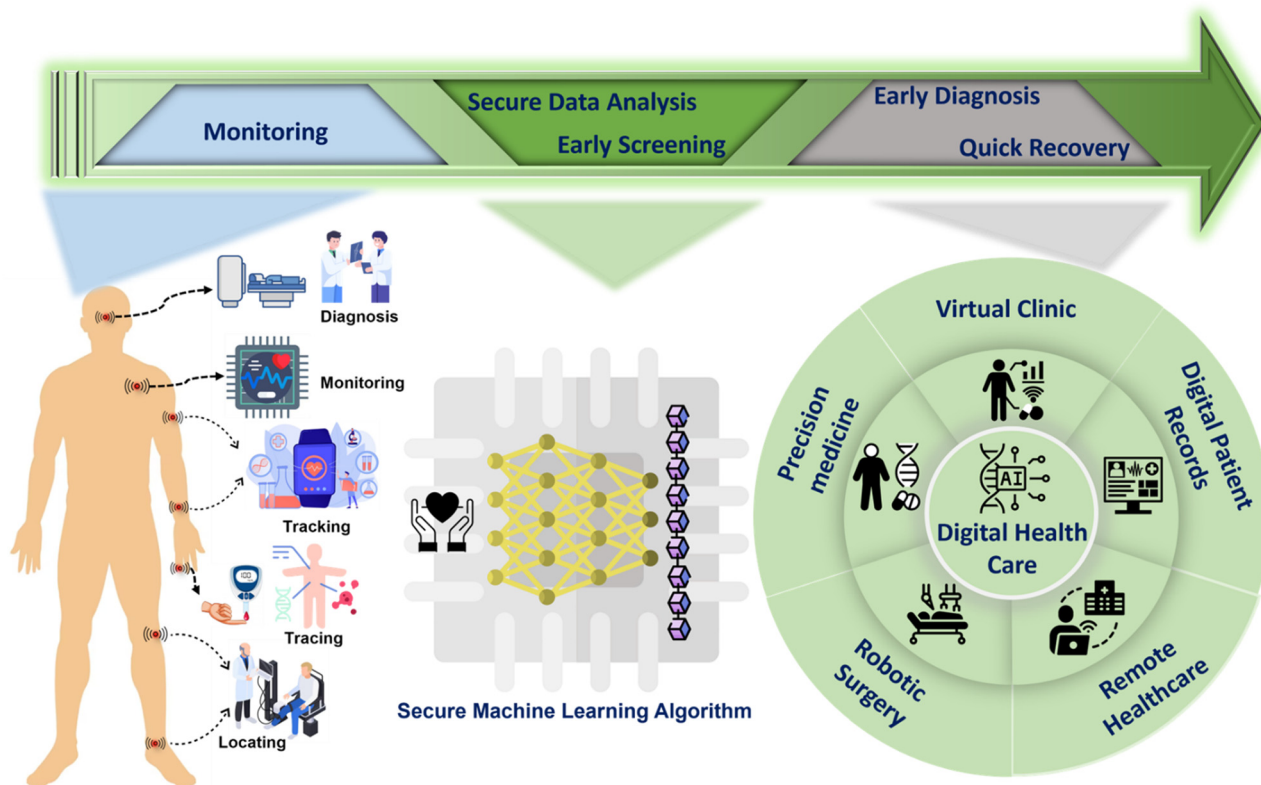 Monitoring
Secure Data Analysis
Early Screening
Early Diagnosis
Quick Recovery
Diagnosis
Monitoring
Tracking
100
Tracing
Locating
Secure Machine Learning Algorithm
Virtual Clinic
Digital Patient
Records
Remote
Healthcare
Robotic
Surgery
Precision
medicine
AI
Digital Health
Care